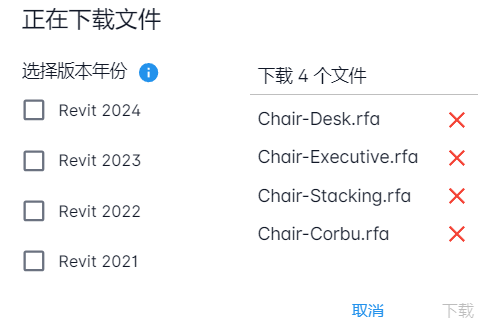 正在下载文件
选择版本年份
Revit 2024
Revit 2023
Revit 2022
Revit 2021
下载 4 个文件
Chair-Desk.rfa
Chair-Executive.rfa
Chair-Stacking.rfa
Chair-Corbu.rfa
取消
下载